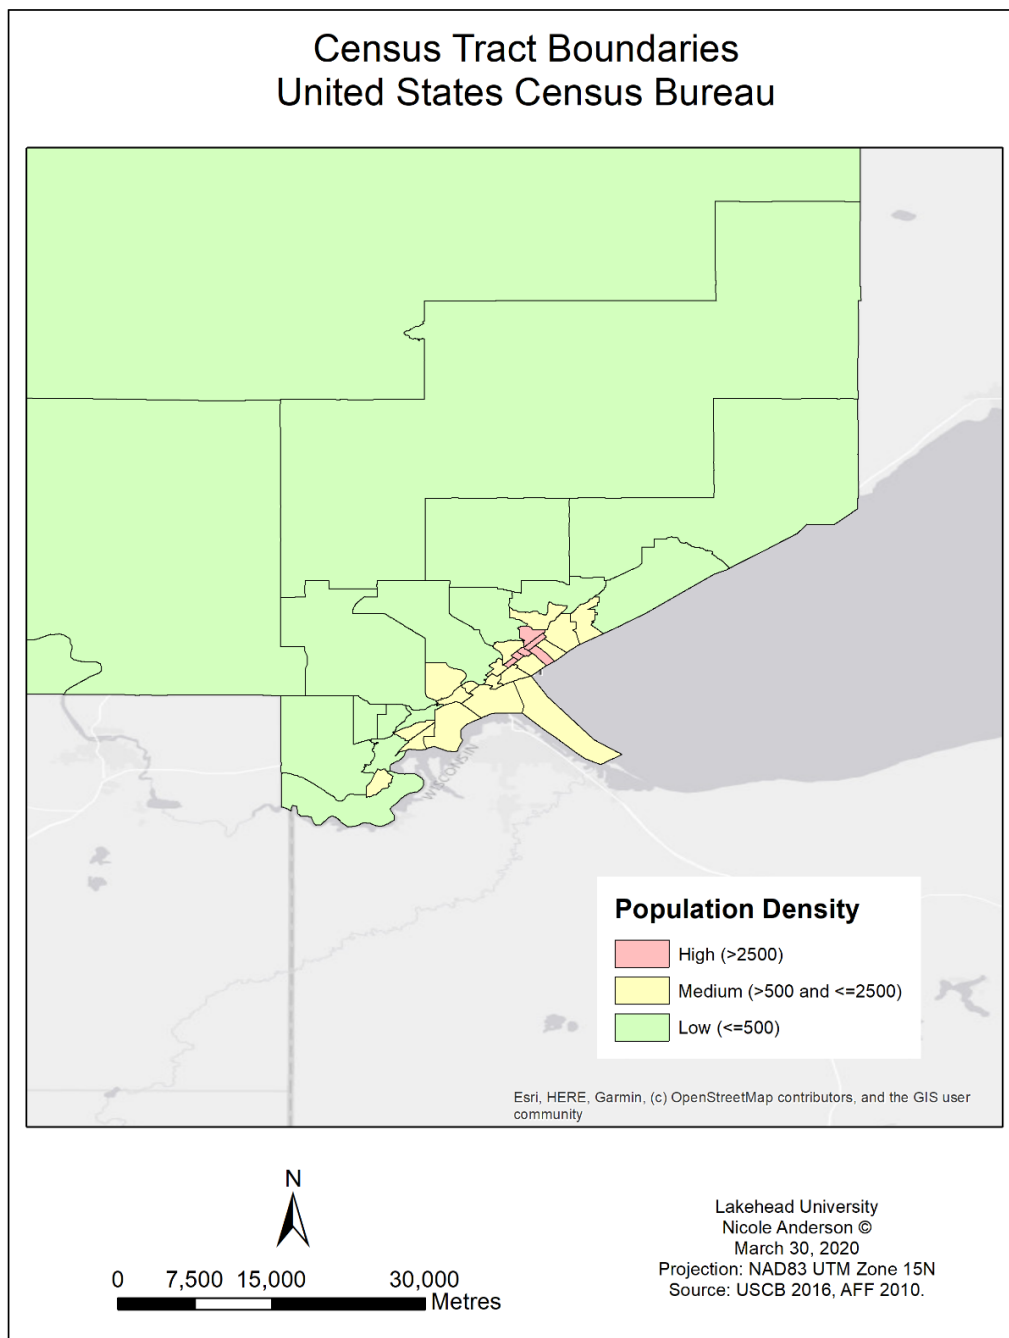 Census Tract Boundaries
United States Census Bureau
WISCONSIN
Population Density
High (>2500)
Medium (>500 and <=2500)
Low (<=500)
Esri, HERE, Garmin, (c) OpenStreetMap contributors, and the GIS user
community
N
0 7,500 15,000 30,000
Metres
Lakehead University
Nicole Anderson ©
March 30, 2020
Projection: NAD83 UTM Zone 15N
Source: USCB 2016, AFF 2010.